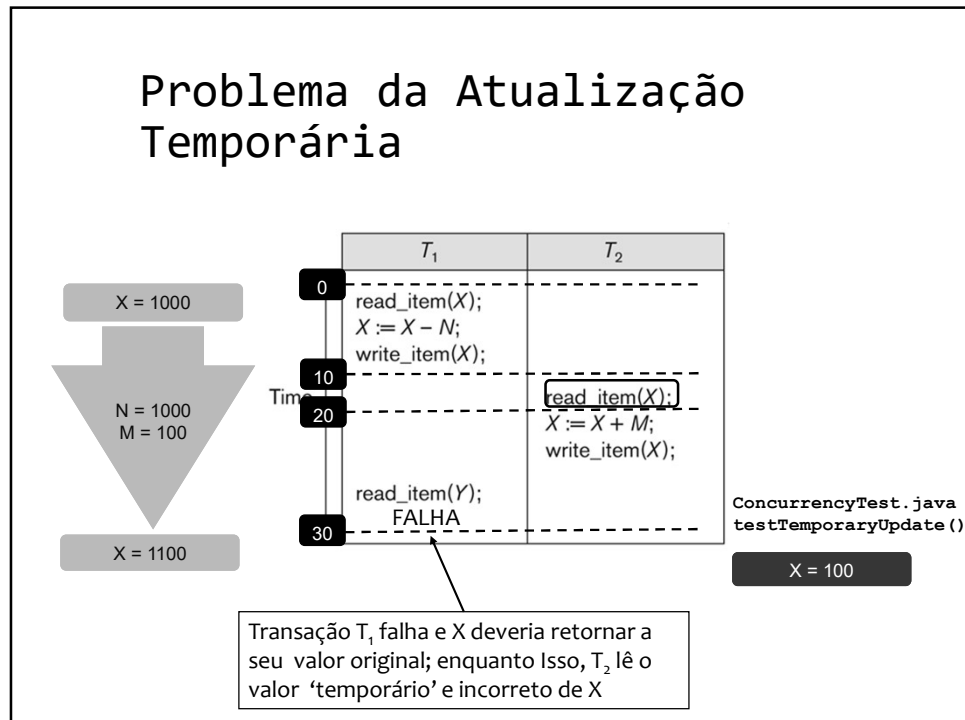 Problema da Atualização
Temporária
X = 1000
N = 1000
M = 100
X = 1100
Time
0
10
20
30
T1
T2
read_item(X);
X := X – N;
write_item(X);
read_item(X);
X := X + M;
write_item(X);
read_item(Y);
FALHA
ConcurrencyTest.java
testTemporaryUpdate()
X = 100
Transação T1 falha e X deveria retornar a
seu valor original; enquanto Isso, T2 lê o
valor ‘temporário’ e incorreto de X